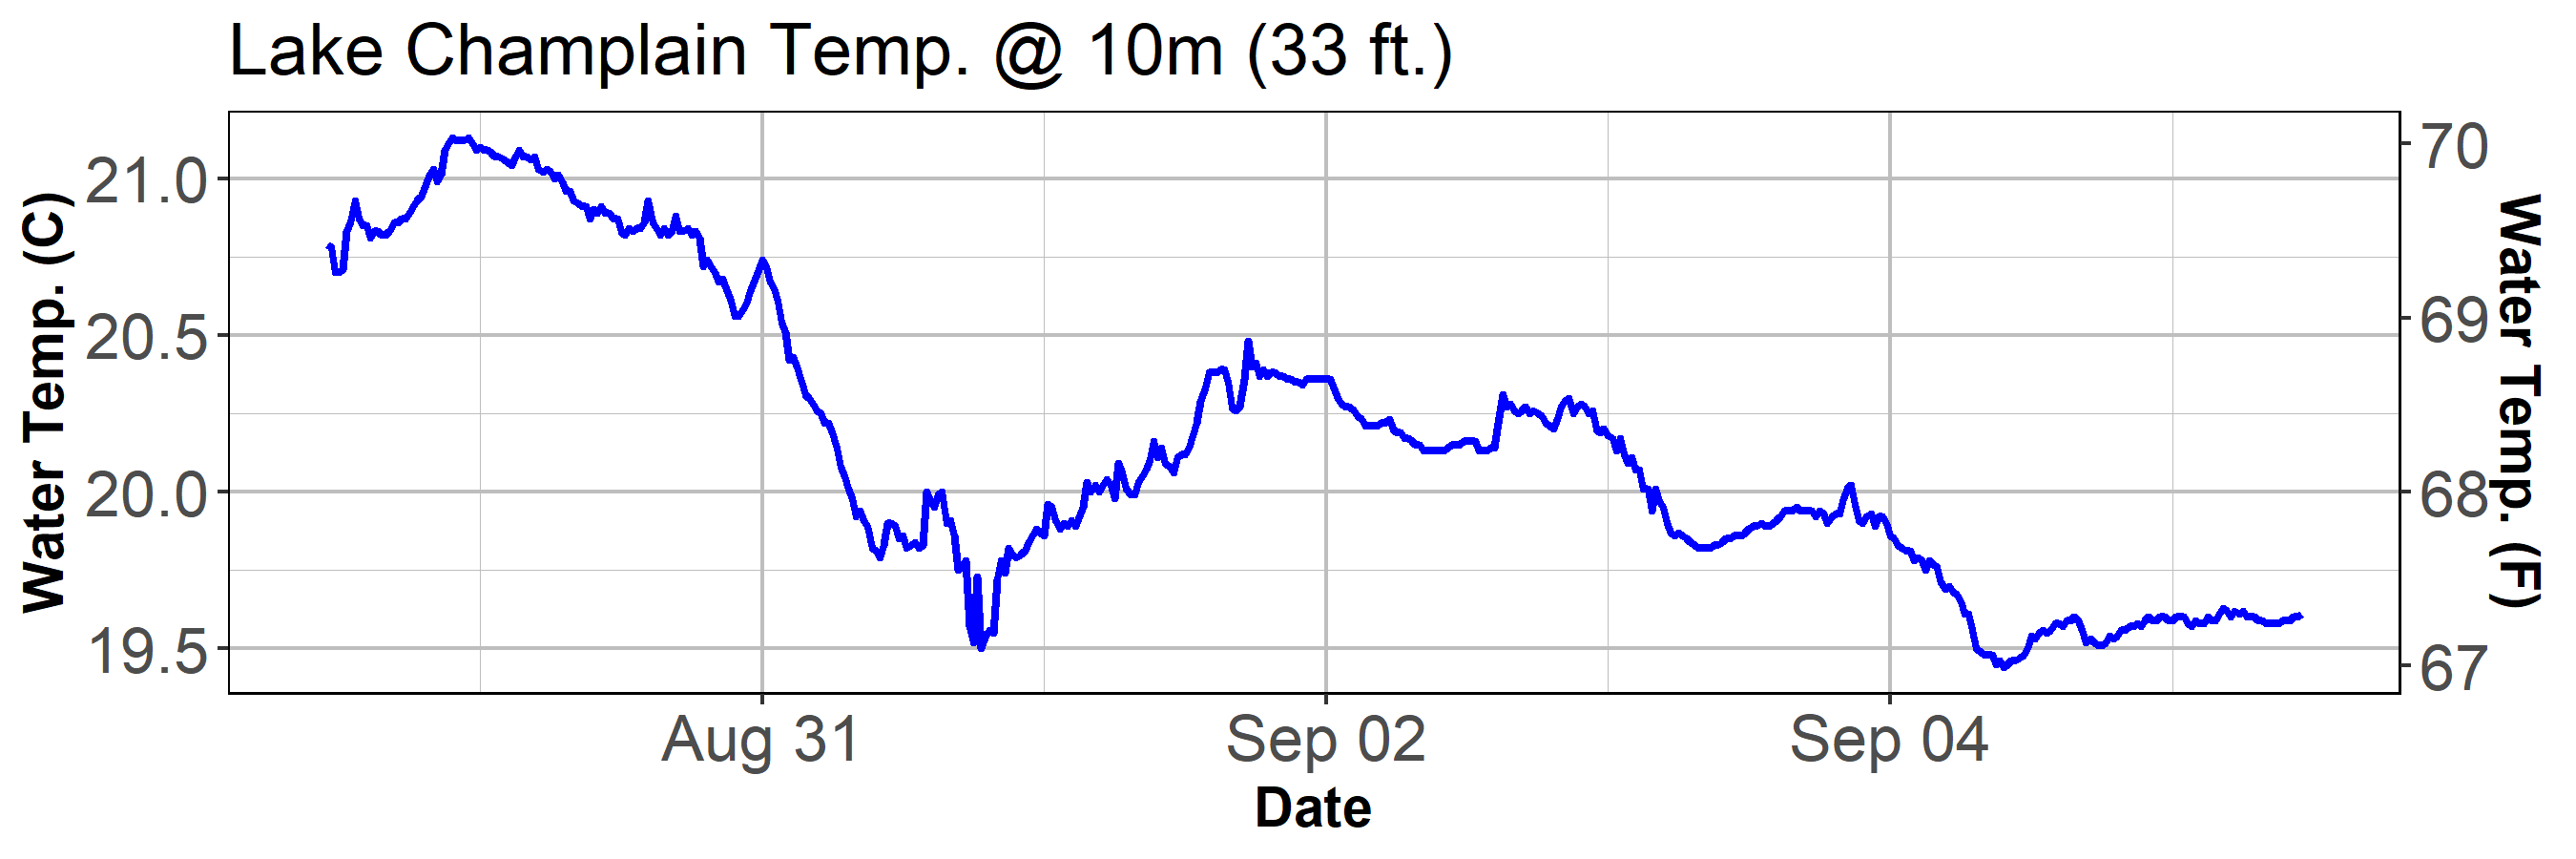 Lake Champlain Temp. @ 10m (33 ft.)
Water Temp. (C)
21.0
20.5
20.0
19.5
70
69
68
67
Water Temp. (F)
Aug 31
Sep 02
Sep 04
Date